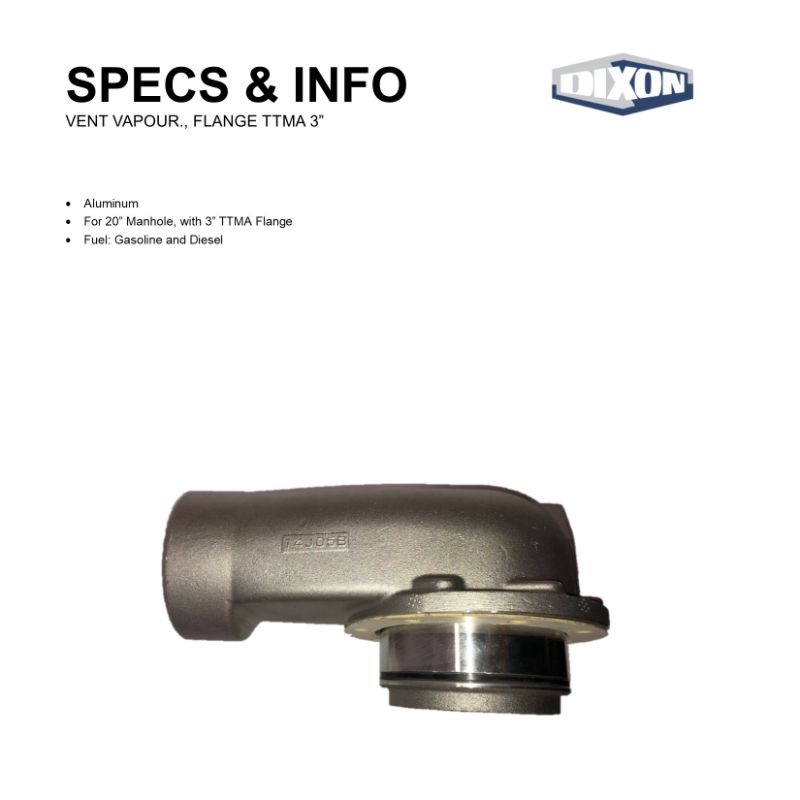 SPECS & INFO
DIXON
VENT VAPOUR., FLANGE TTMA 3"
• Aluminum
• For 20" Manhole, with 3" TTMA Flange
• Fuel: Gasoline and Diesel
14J05B